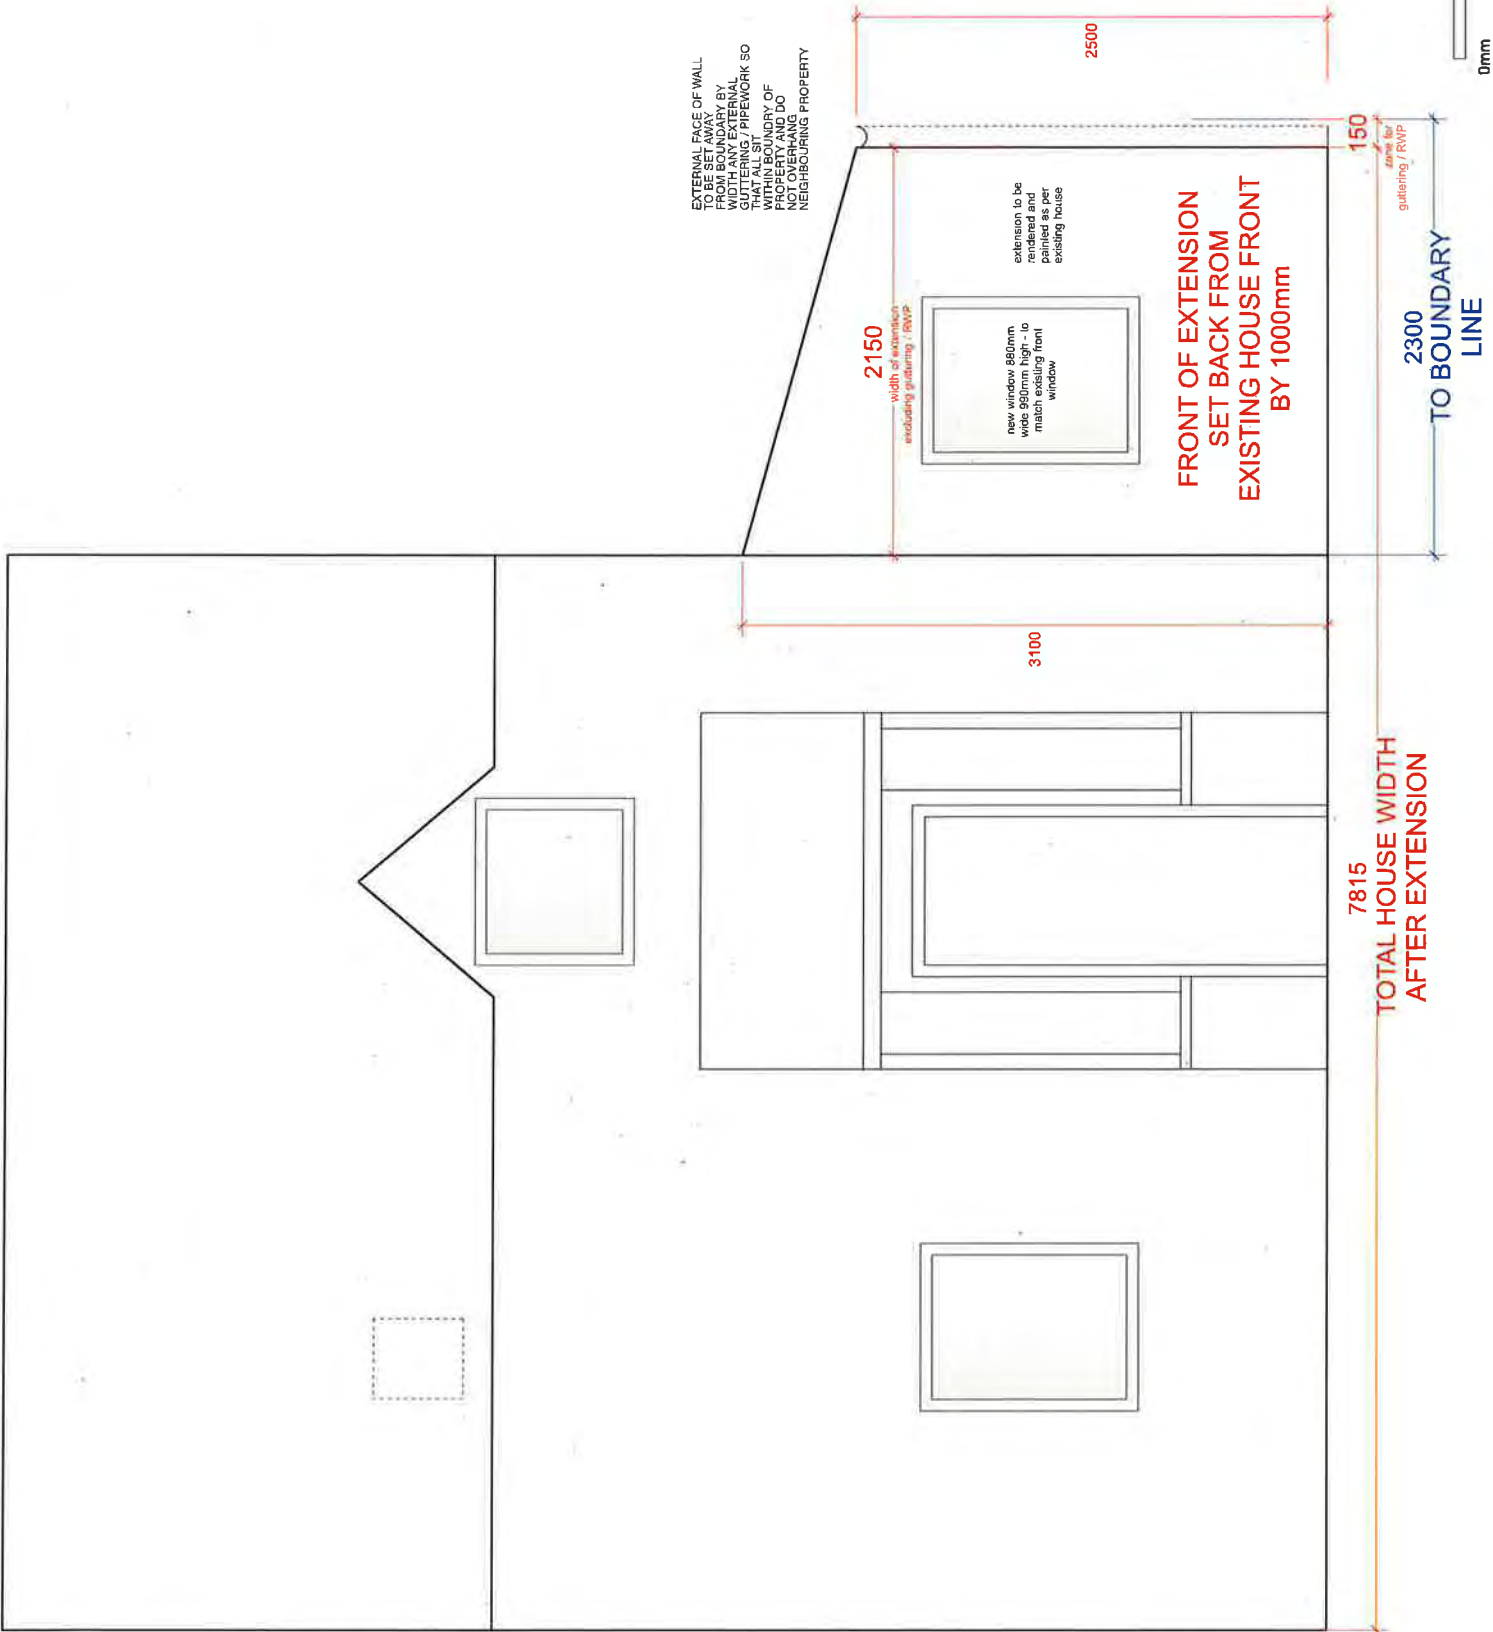 EXTERNAL FACE OF WALL
TO BE SET AWAY
FROM BOUNDARY BY
WIDTH ANY EXTERNAL
GUTTERING / PIPEWORK SO
THAT ALL SIT
WITHIN BOUNDRY OF
PROPERTY AND DO
NOT OVERHANG
NEIGHBOURING PROPERTY
2500
2150
width of extension
excluding guttering / RWP
3100
new window 880mm
wide 990mm high - to
match existing front
window
extension to be
rendered and
painted as per
existing house
FRONT OF EXTENSION
SET BACK FROM
EXISTING HOUSE FRONT
BY 1000mm
150
zone for
guttering / RWP
7815
TOTAL HOUSE WIDTH
AFTER EXTENSION
2300
TO BOUNDARY
LINE
0mm